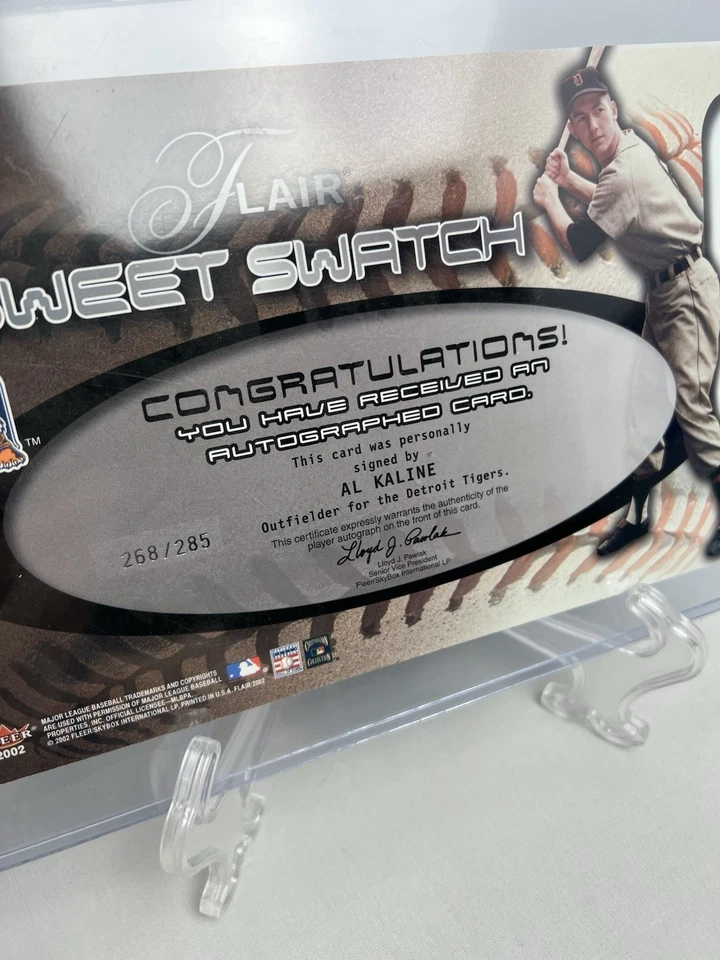 FLAIR
SWEET SWATCH
CONGRATULATIONS!
YOU HAVE RECEIVED AN
AUTOGRAPHED CARD.
This card was personally
signed by
AL KALINE
Outfielder for the Detroit Tigers.
This certificate expressly warrants the authenticity of the
player autograph on the front of this card.
Lloyd J. Pawlak
Lloyd J. Pawlak
Senior Vice President
Fleer/SkyBox International LP
268/285
TM
MAJOR LEAGUE BASEBALL TRADEMARKS AND COPYRIGHTS
ARE USED WITH PERMISSION OF MAJOR LEAGUE BASEBALL
PROPERTIES, INC. OFFICIAL LICENSEE—MLBPA
© 2002 FLEER/SKYBOX INTERNATIONAL LP. PRINTED IN U.S.A. FLAIR 2002
2002